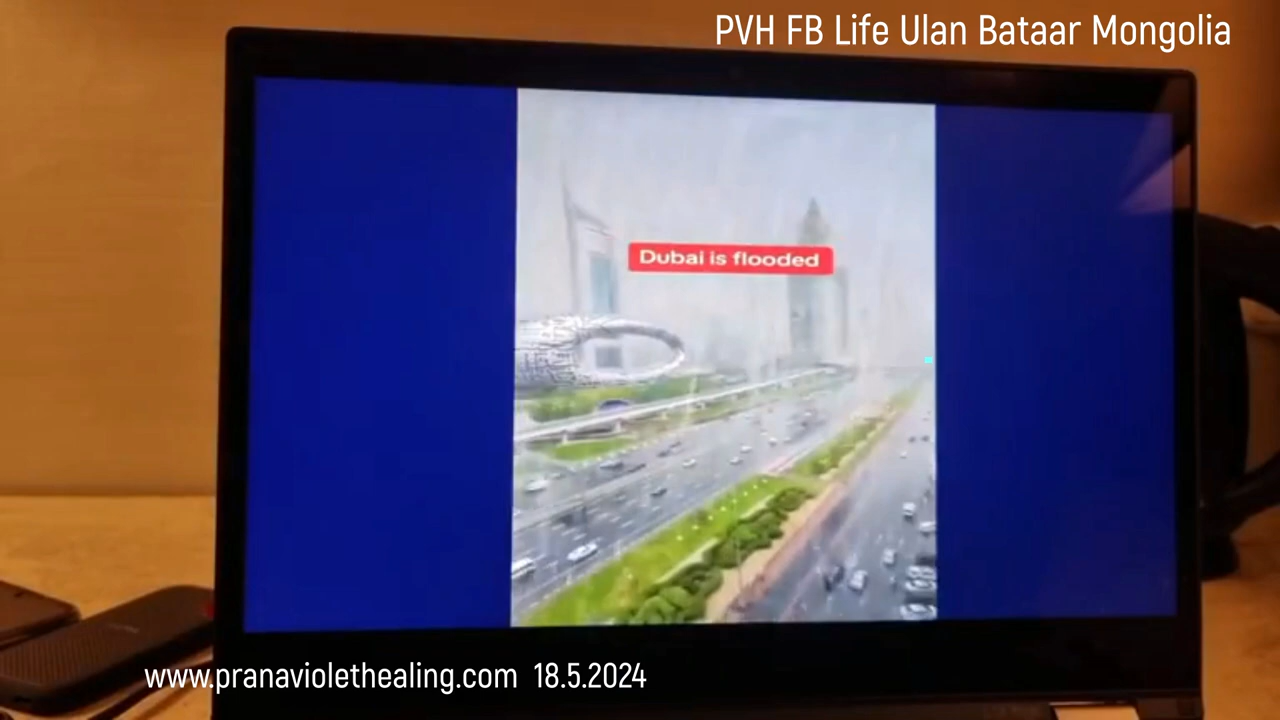 PVH FB Life Ulan Bataar Mongolia
Dubai is flooded
www.pranaviolethealing.com 18.5.2024